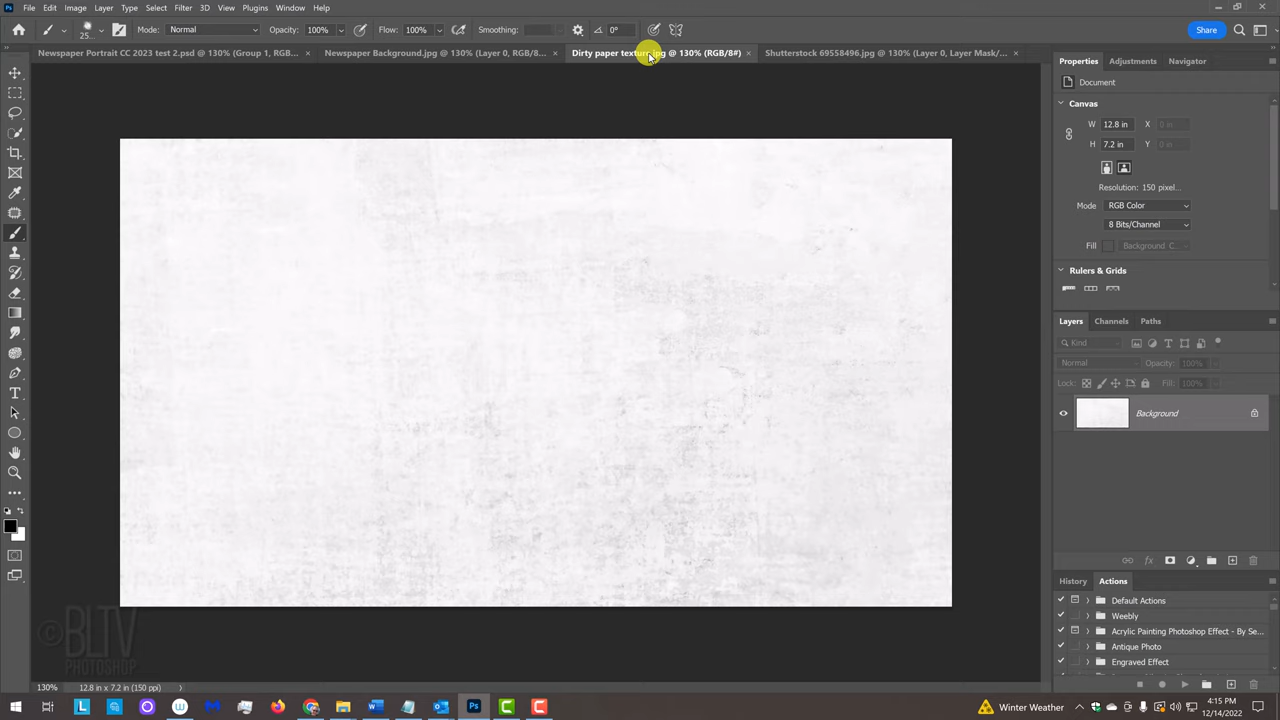 File Edit Image Layer Type Select Filter 3D View Plugins Window Help
25... Mode: Normal Opacity: 100% Flow: 100% Smoothing: 0° Share
Newspaper Portrait CC 2023 test 2.psd @ 130% (Group 1, RGB... × Newspaper Background.jpg @ 130% (Layer 0, RGB/8... × Dirty paper texture.jpg @ 130% (RGB/8#) × Shutterstock 69558496.jpg @ 130% (Layer 0, Layer Mask/... ×
Properties Adjustments Navigator
Document
Canvas
W 12.8 in X 0 in
H 7.2 in Y 0 in
Resolution: 150 pixel...
Mode RGB Color
8 Bits/Channel
Fill Background C...
Rulers & Grids
Layers Channels Paths
Kind
Normal Opacity: 100%
Lock: Fill: 100%
Background
History Actions
Default Actions
Weebly
Acrylic Painting Photoshop Effect - By Se...
Antique Photo
Engraved Effect
©BLTV
PHOTOSHOP
130% 12.8 in x 7.2 in (150 ppi)
Winter Weather
4:15 PM
12/14/2022